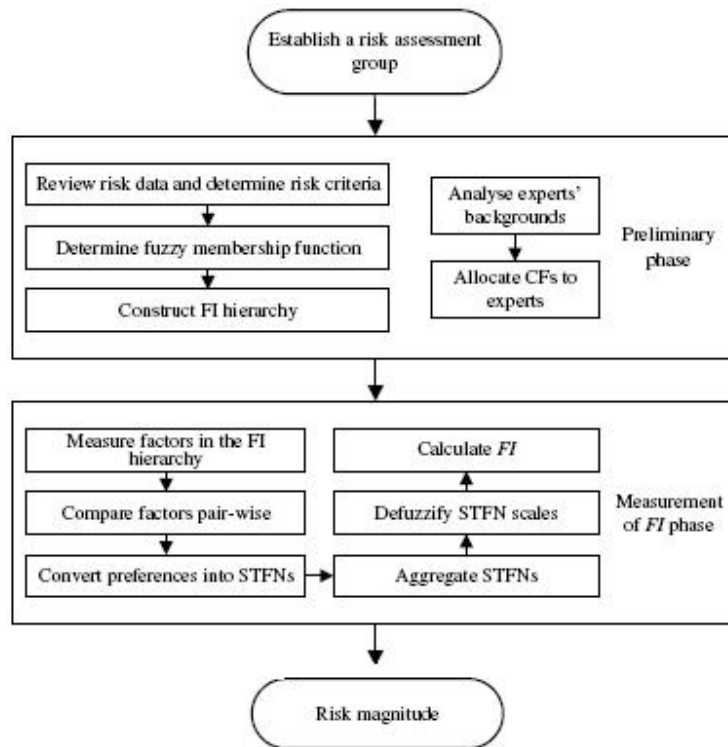 Establish a risk assessment
group
Review risk data and determine risk criteria
Determine fuzzy membership function
Construct FI hierarchy
Analyse experts'
backgrounds
Allocate CFs to
experts
Preliminary
phase
Measure factors in the FI
hierarchy
Compare factors pair-wise
Convert preferences into STFNs
Aggregate STFNs
Defuzzify STFN scales
Calculate FI
Measurement
of FI phase
Risk magnitude